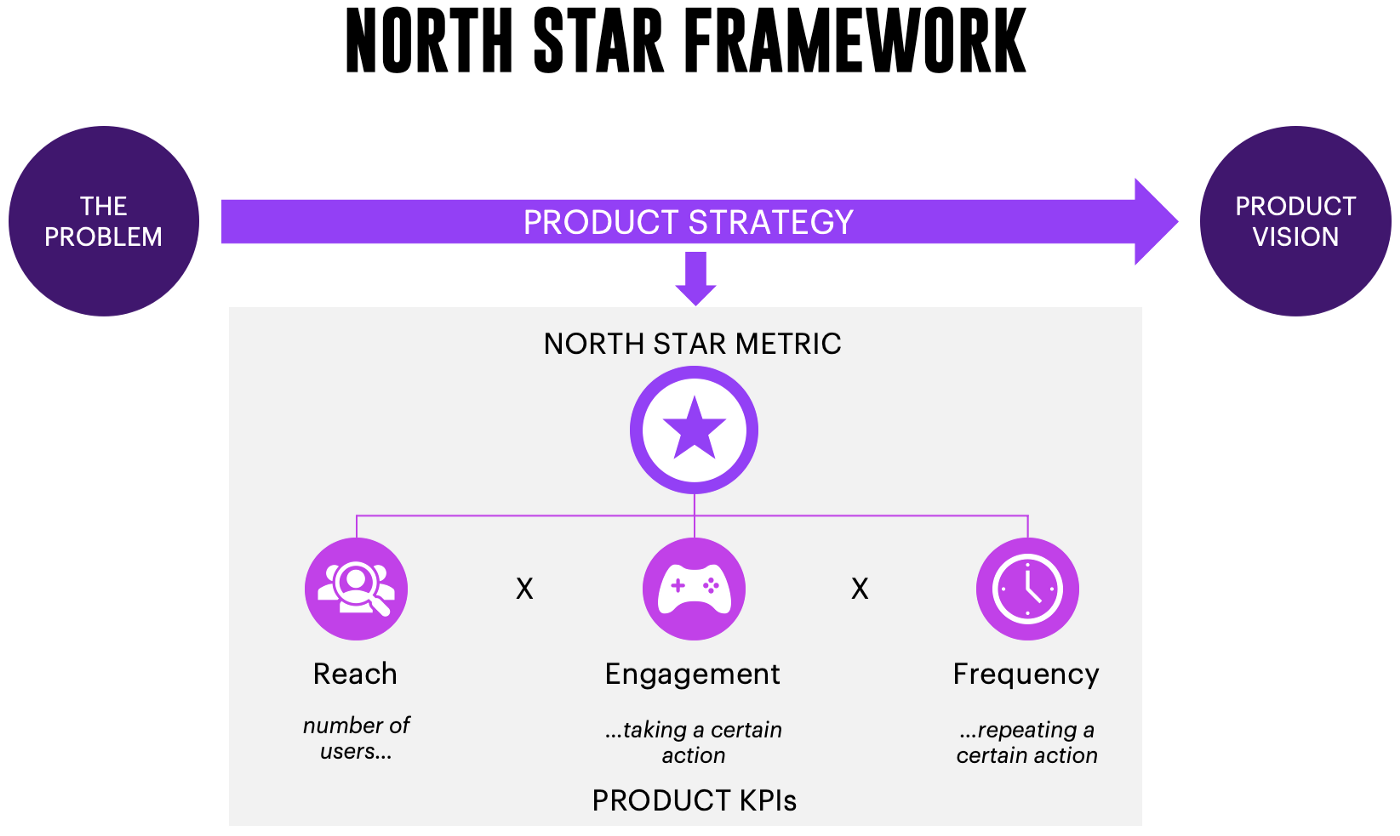 NORTH STAR FRAMEWORK
THE
PROBLEM
PRODUCT STRATEGY
PRODUCT
VISION
NORTH STAR METRIC
X
X
Reach
Engagement
Frequency
number of
users...
...taking a certain
action
...repeating a
certain action
PRODUCT KPIs